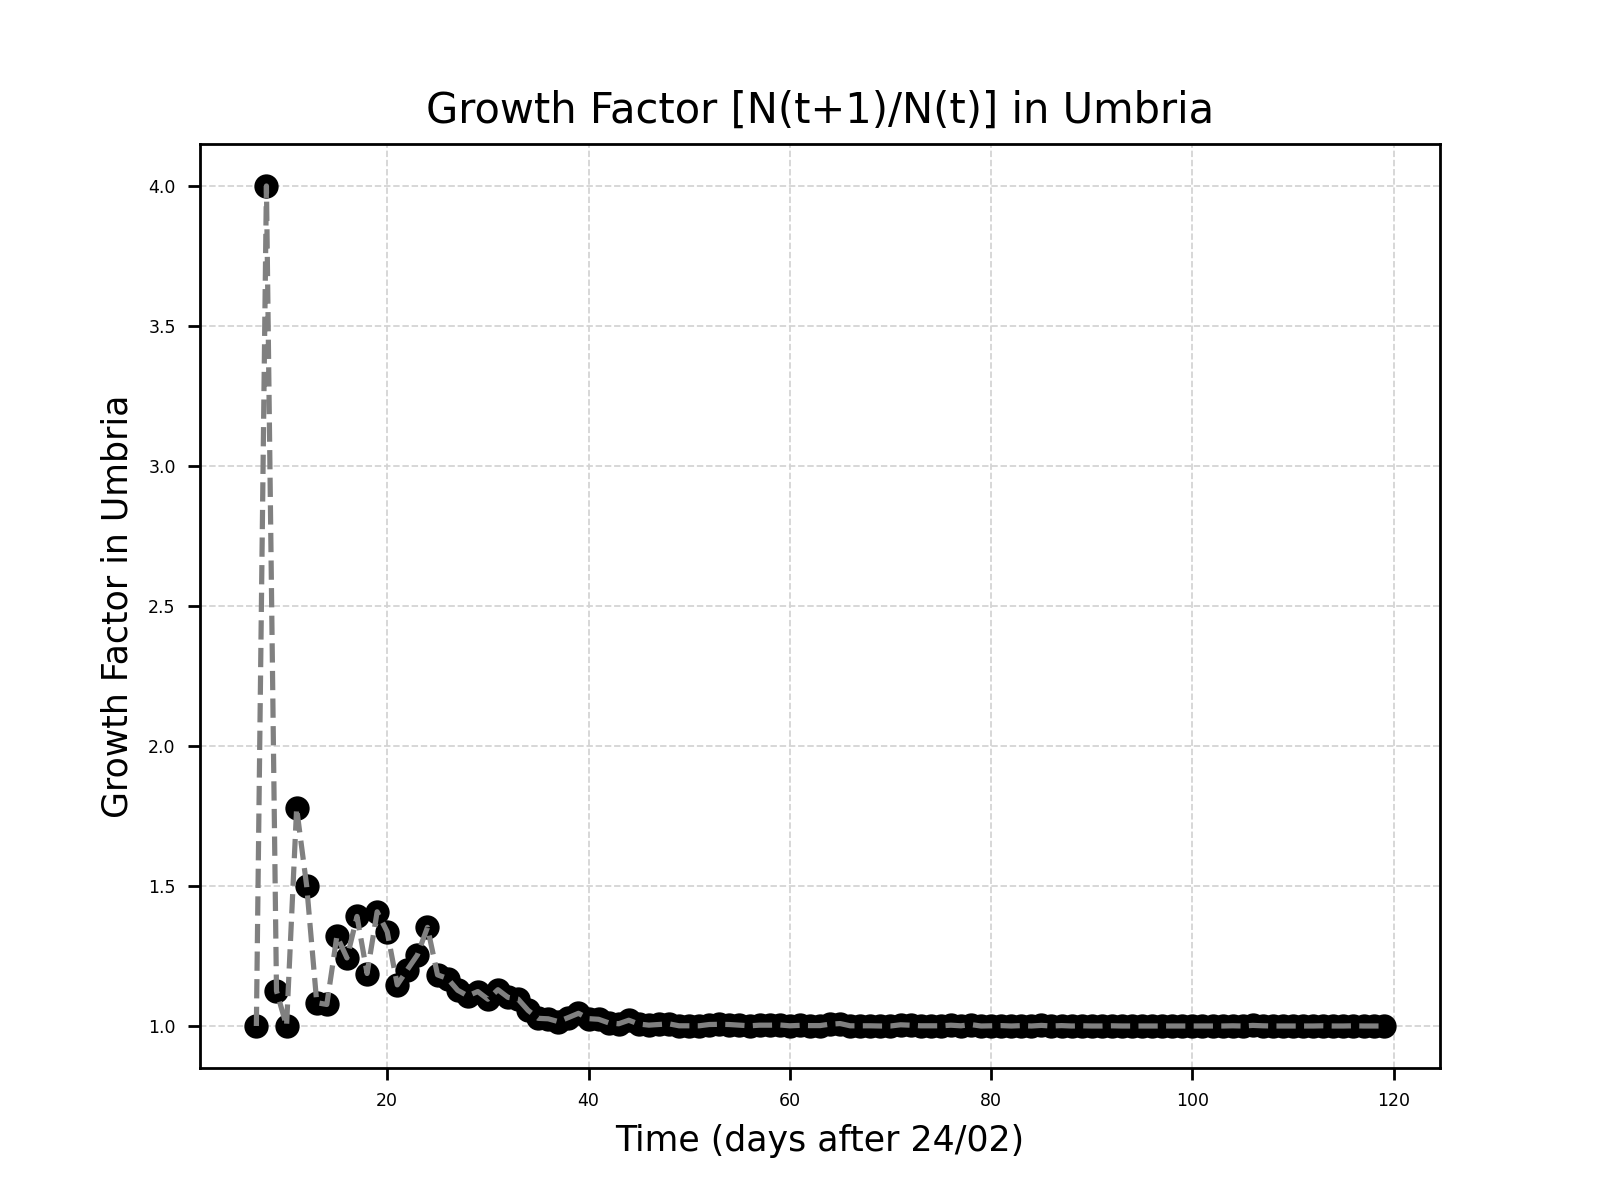 Growth Factor [N(t+1)/N(t)] in Umbria
Growth Factor in Umbria
4.0
3.5
3.0
2.5
2.0
1.5
1.0
20 40 60 80 100 120
Time (days after 24/02)